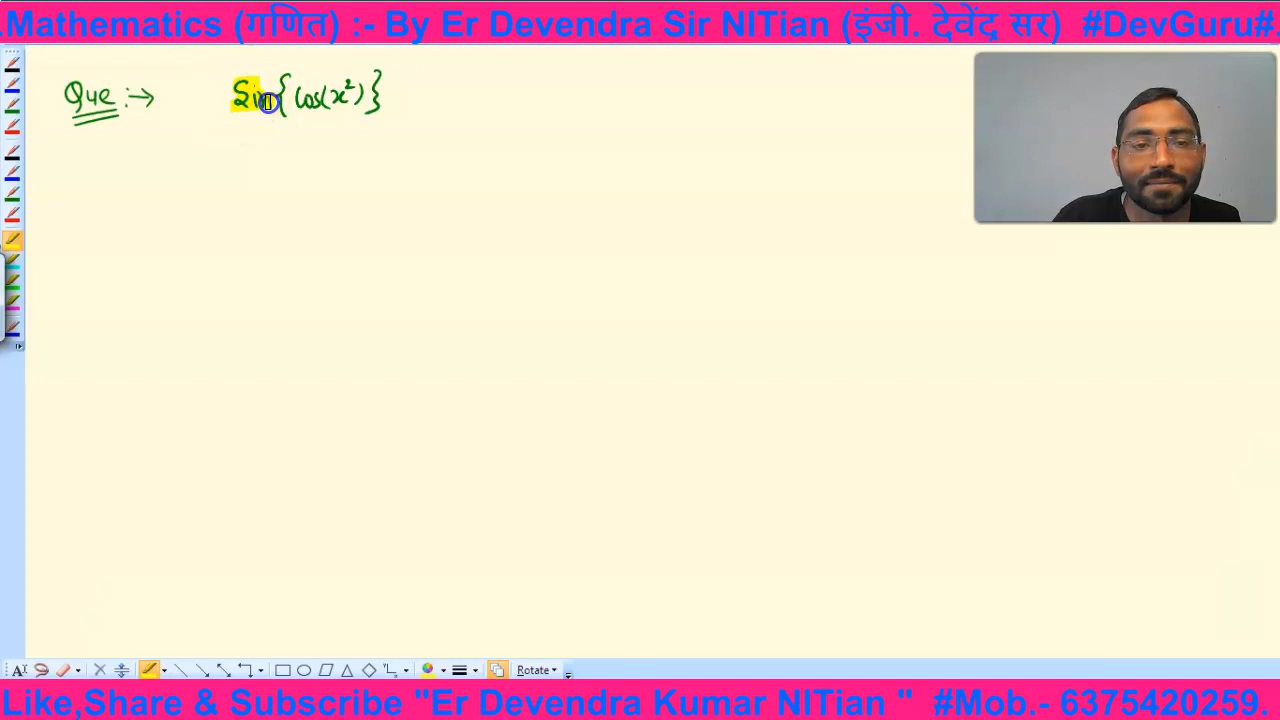 .Mathematics (गणित) :- By Er Devendra Sir NITian (इंजी. देवेंद्र सर) #DevGuru#.
Que :→ Sin{Cos(x²)}
A
Rotate
Like,Share & Subscribe "Er Devendra Kumar NITian " #Mob.- 6375420259.